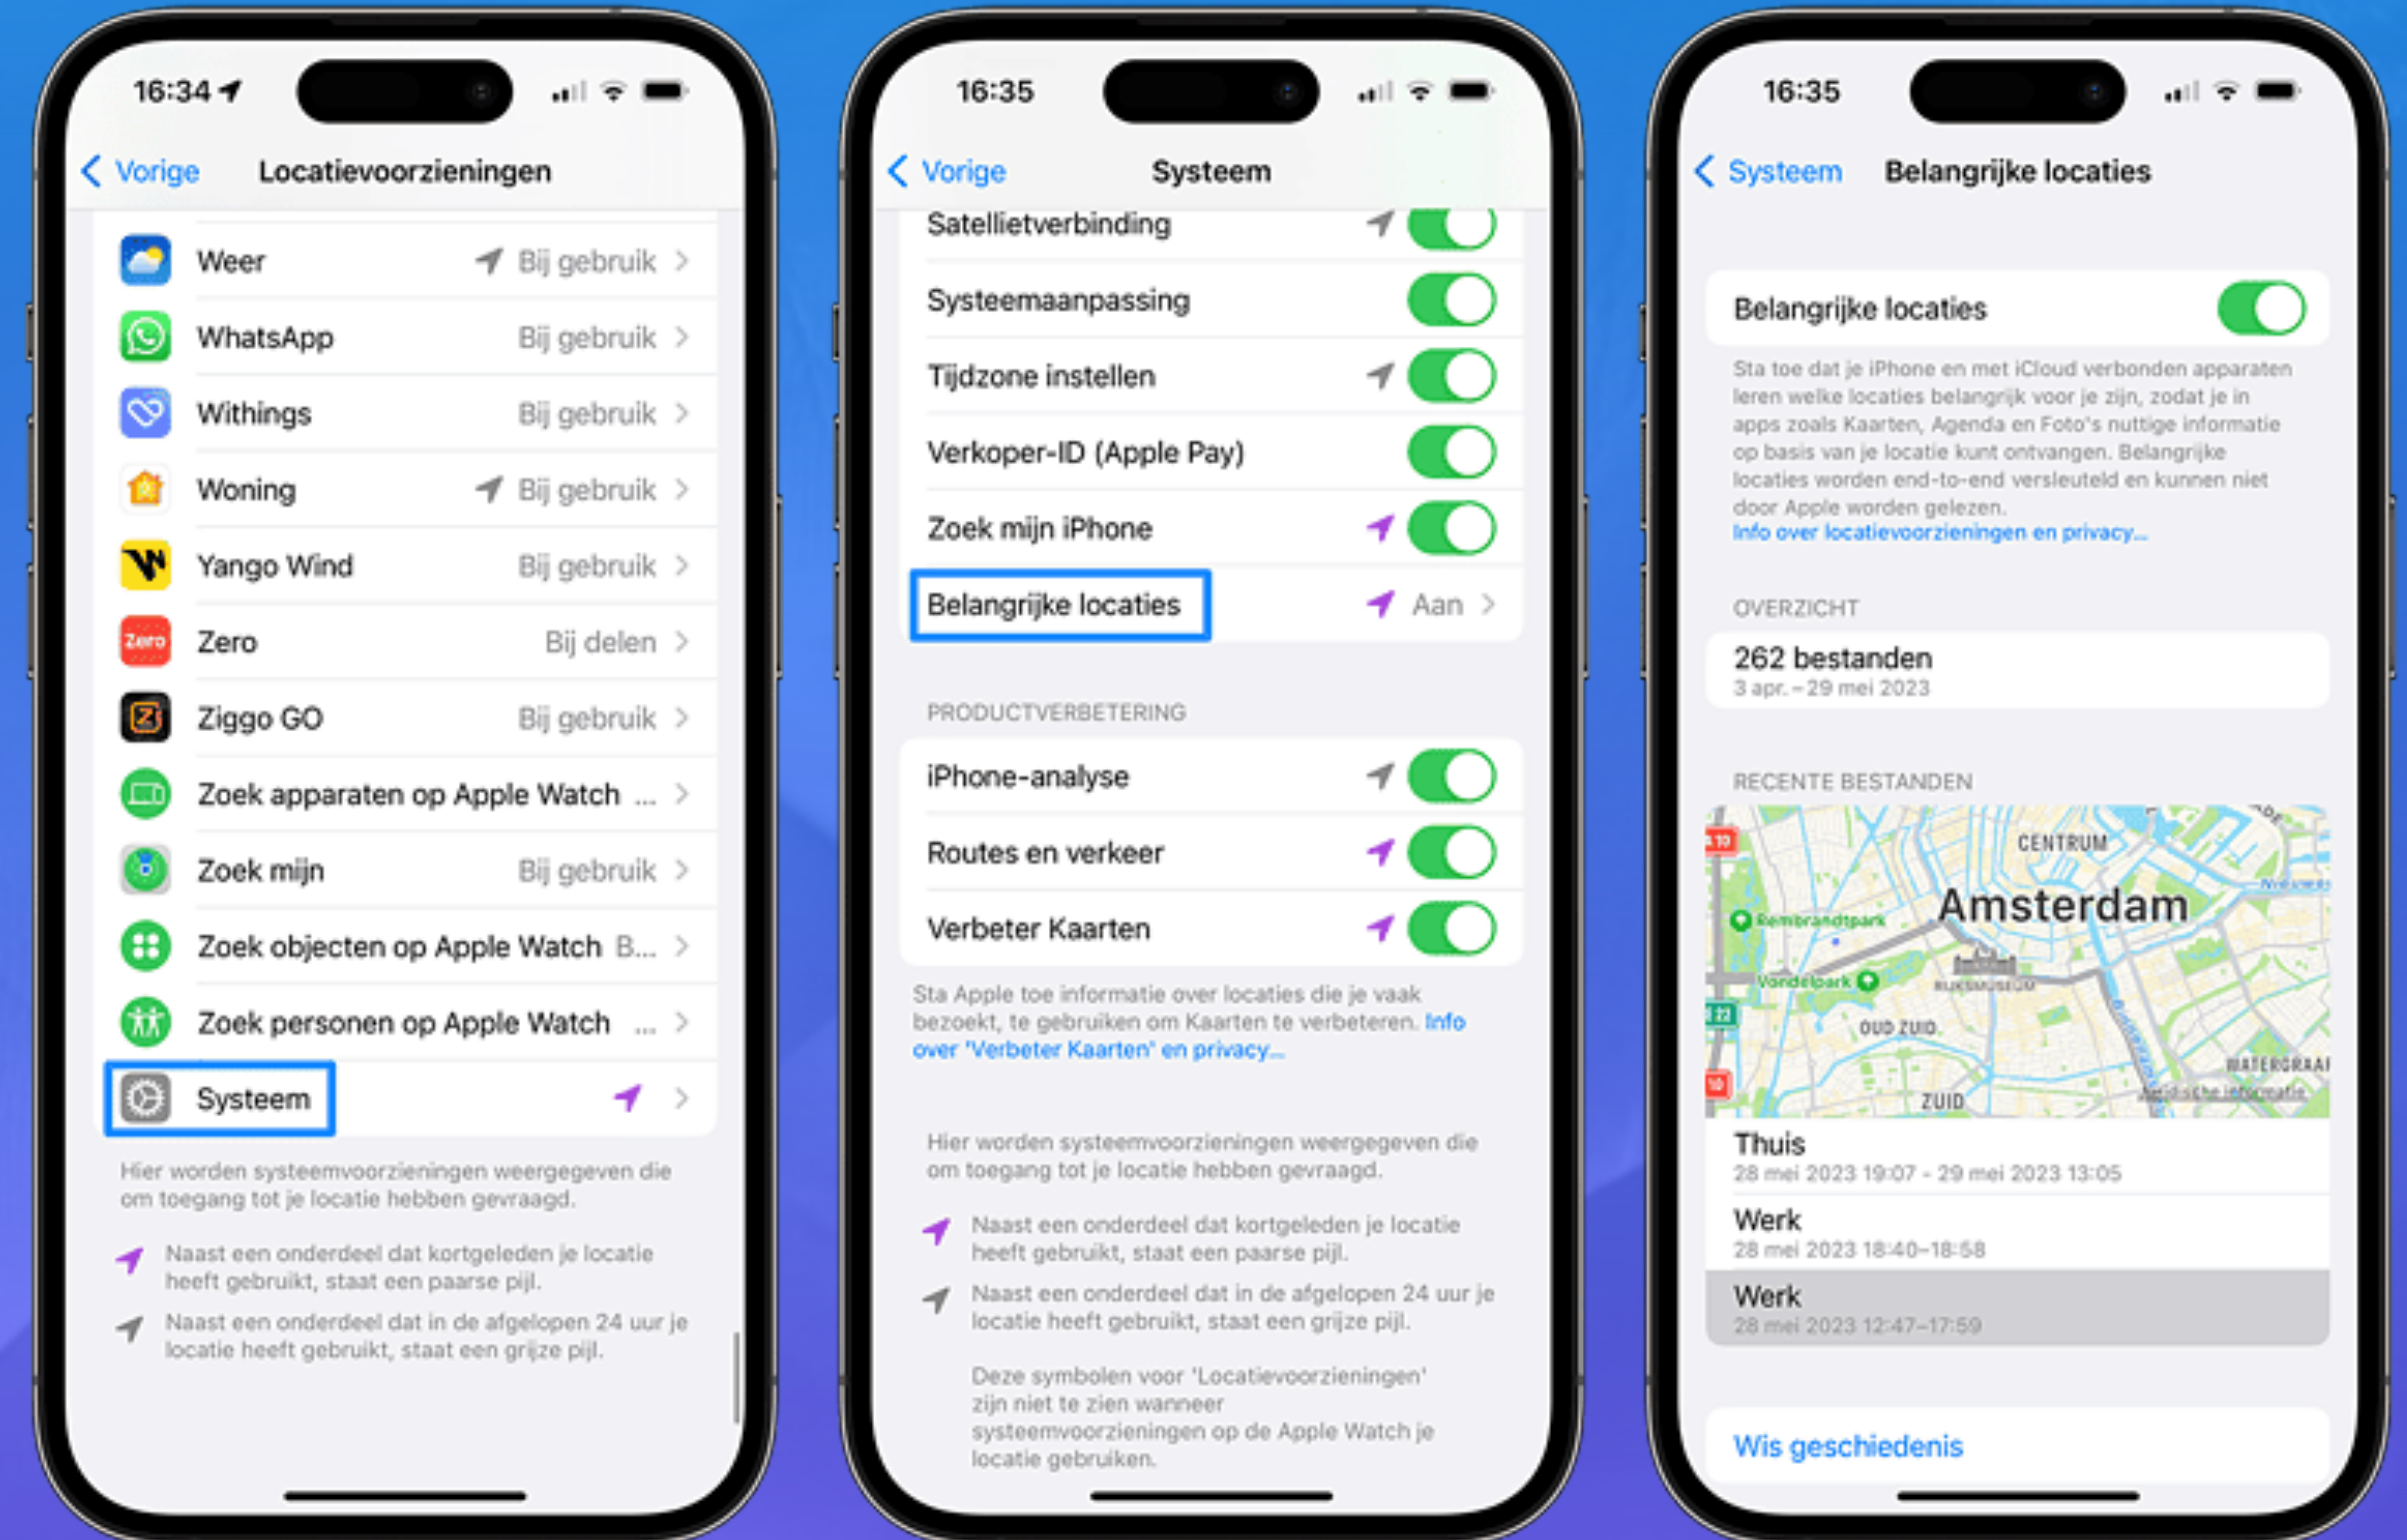 16:34
Vorige
Locatievoorzieningen
Weer
Bij gebruik
WhatsApp
Bij gebruik
Withings
Bij gebruik
Woning
Bij gebruik
Yango Wind
Bij gebruik
Zero
Zero
Bij delen
Ziggo GO
Bij gebruik
Zoek apparaten op Apple Watch ...
Zoek mijn
Bij gebruik
Zoek objecten op Apple Watch B...
Zoek personen op Apple Watch ...
Systeem
Hier worden systeemvoorzieningen weergegeven die
om toegang tot je locatie hebben gevraagd.
Naast een onderdeel dat kortgeleden je locatie
heeft gebruikt, staat een paarse pijl.
Naast een onderdeel dat in de afgelopen 24 uur je
locatie heeft gebruikt, staat een grijze pijl.
16:35
Vorige
Systeem
Satellietverbinding
Systeemaanpassing
Tijdzone instellen
Verkoper-ID (Apple Pay)
Zoek mijn iPhone
Belangrijke locaties
Aan
PRODUCTVERBETERING
iPhone-analyse
Routes en verkeer
Verbeter Kaarten
Sta Apple toe informatie over locaties die je vaak
bezoekt, te gebruiken om Kaarten te verbeteren. Info
over 'Verbeter Kaarten' en privacy...
Hier worden systeemvoorzieningen weergegeven die
om toegang tot je locatie hebben gevraagd.
Naast een onderdeel dat kortgeleden je locatie
heeft gebruikt, staat een paarse pijl.
Naast een onderdeel dat in de afgelopen 24 uur je
locatie heeft gebruikt, staat een grijze pijl.
Deze symbolen voor 'Locatievoorzieningen'
zijn niet te zien wanneer
systeemvoorzieningen op de Apple Watch je
locatie gebruiken.
16:35
Systeem
Belangrijke locaties
Belangrijke locaties
Sta toe dat je iPhone en met iCloud verbonden apparaten
leren welke locaties belangrijk voor je zijn, zodat je in
apps zoals Kaarten, Agenda en Foto's nuttige informatie
op basis van je locatie kunt ontvangen. Belangrijke
locaties worden end-to-end versleuteld en kunnen niet
door Apple worden gelezen.
Info over locatievoorzieningen en privacy...
OVERZICHT
262 bestanden
3 apr. – 29 mei 2023
RECENTE BESTANDEN
CENTRUM
Amsterdam
Rembrandtpark
Vondelpark
RIJKSMUSEUM
OUD ZUID
WATERGRAAF
ZUID
Juridische informatie
Thuis
28 mei 2023 19:07 - 29 mei 2023 13:05
Werk
28 mei 2023 18:40–18:58
Werk
28 mei 2023 12:47–17:59
Wis geschiedenis